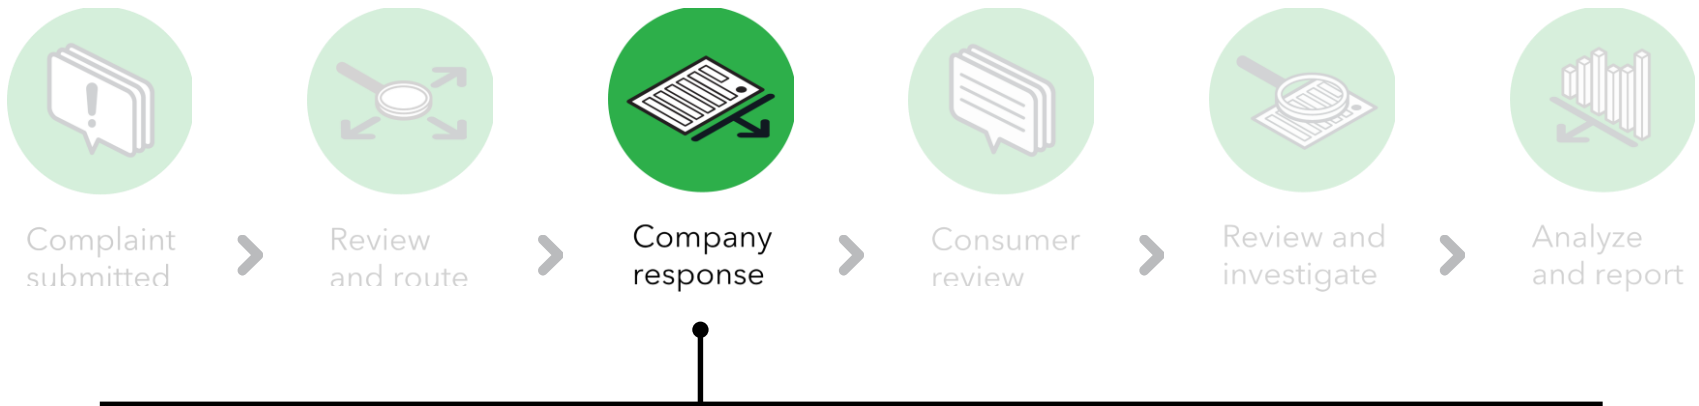 Complaint
submitted
Review
and route
Company
response
Consumer
review
Review and
investigate
Analyze
and report